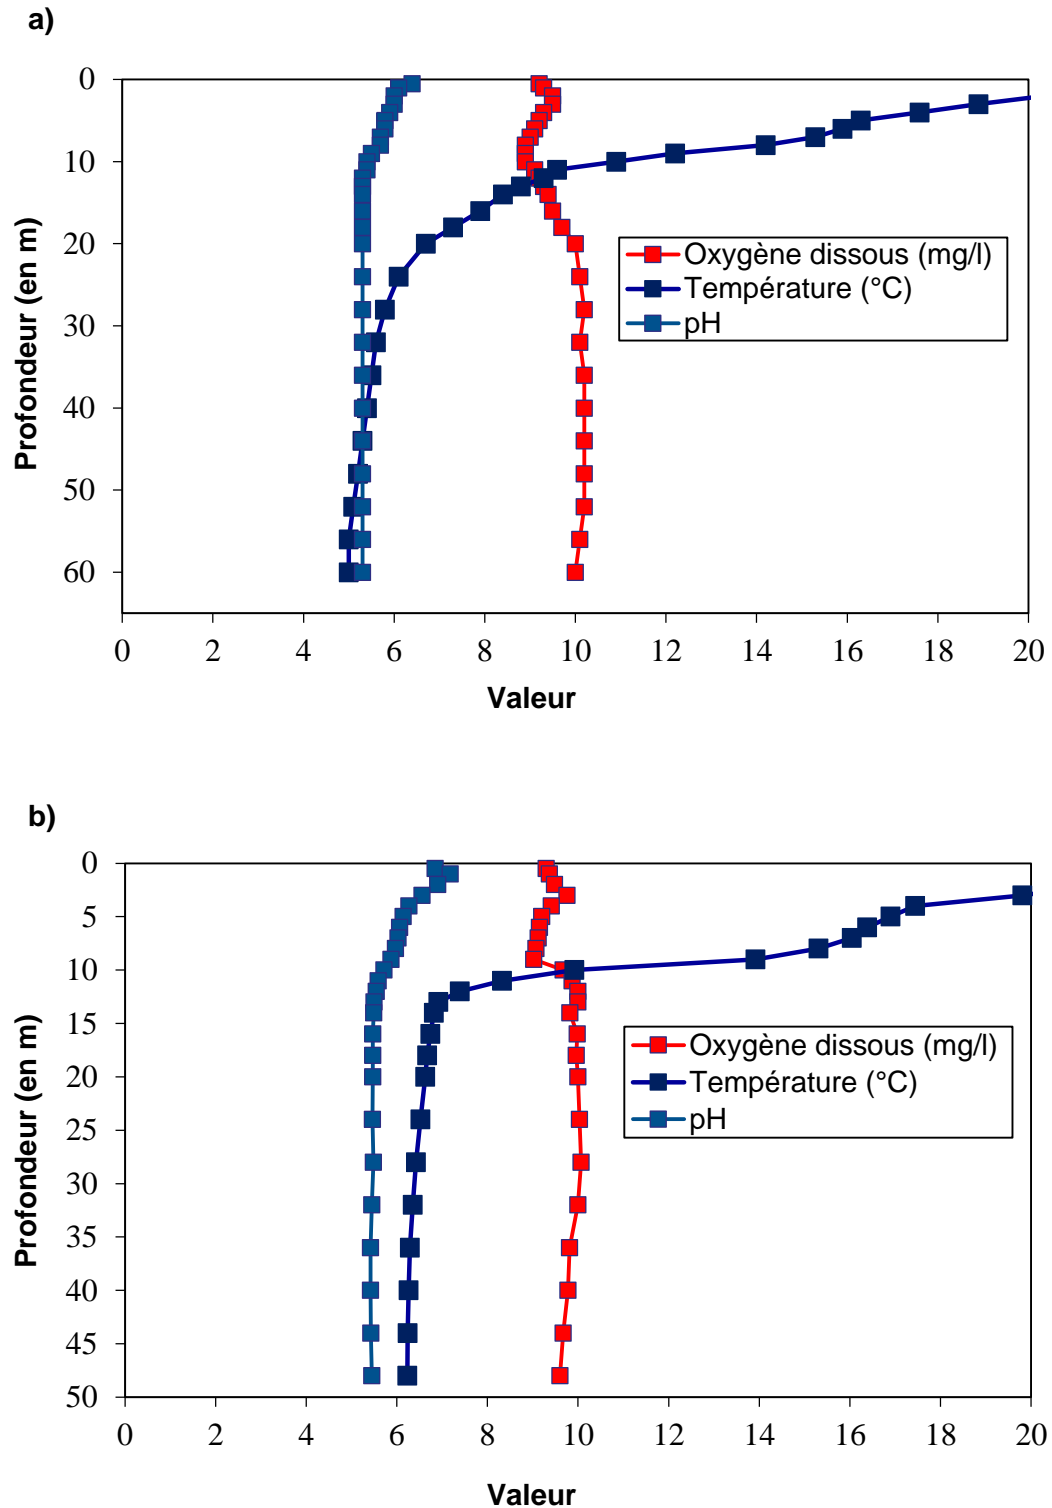 a)
0
10
20
30
40
50
60
Profondeur (en m)
Oxygène dissous (mg/l)
Température (°C)
pH
0 2 4 6 8 10 12 14 16 18 20
Valeur
b)
0
5
10
15
20
25
30
35
40
45
50
Profondeur (en m)
Oxygène dissous (mg/l)
Température (°C)
pH
0 2 4 6 8 10 12 14 16 18 20
Valeur